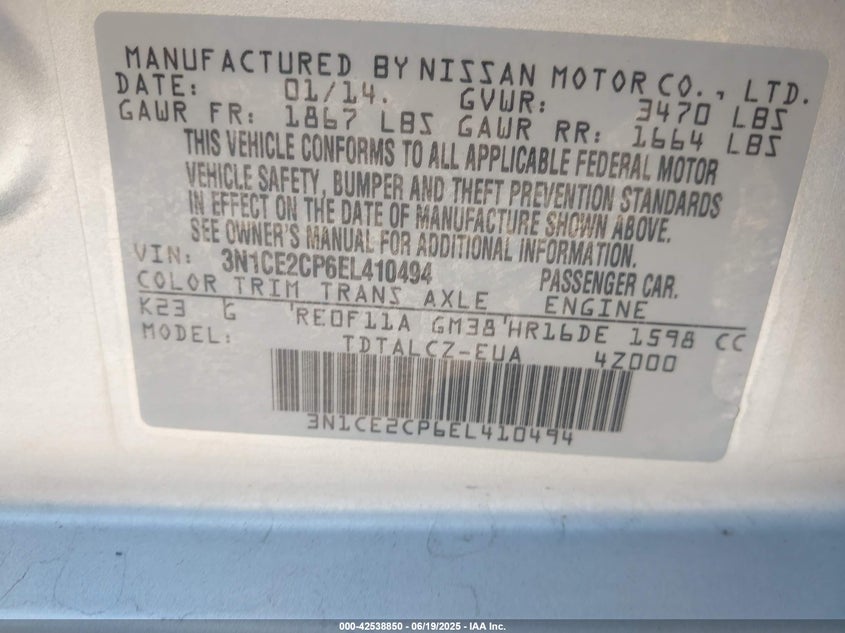 MANUFACTURED BY NISSAN MOTOR CO., LTD.
DATE: 01/14. GVWR: 3470 LBS
GAWR FR: 1867 LBS GAWR RR: 1664 LBS
THIS VEHICLE CONFORMS TO ALL APPLICABLE FEDERAL MOTOR
VEHICLE SAFETY, BUMPER AND THEFT PREVENTION STANDARDS
IN EFFECT ON THE DATE OF MANUFACTURE SHOWN ABOVE.
SEE OWNER'S MANUAL FOR ADDITIONAL INFORMATION.
VIN: 3N1CE2CP6EL410494 PASSENGER CAR.
COLOR TRIM TRANS AXLE ENGINE
K23 G 'RE0F11A GM38'HR16DE 1598 CC
MODEL: TDTALCZ-EUA 4Z000
3N1CE2CP6EL410494
000-42538850 - 06/19/2025 - IAA Inc.